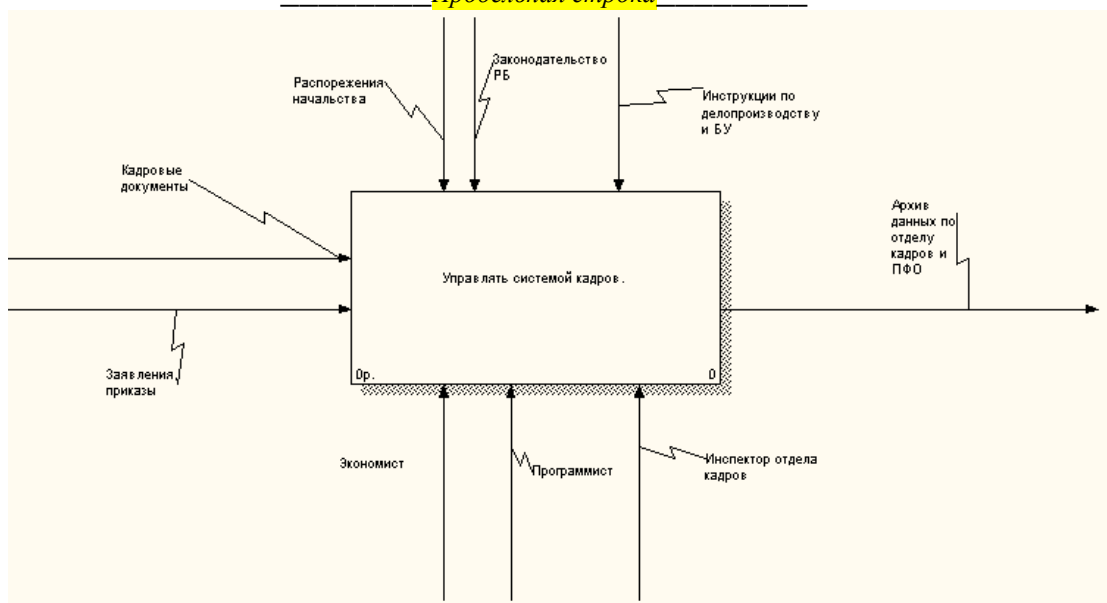 Пробельная строка
Законодательство
РБ
Распорежения
начальства
Инструкции по
делопроизводству
и БУ
Кадровые
документы
Архив
данных по
отделу
кадров и
ПФО
Управлять системой кадров.
0р.
0
Заявления,
приказы
Экономист
Программист
Инспектор отдела
кадров